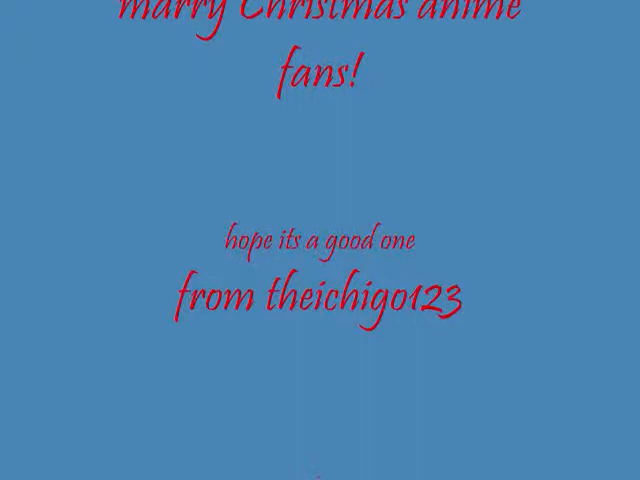 marry Christmas anime
fans!
hope its a good one
from theichigo123